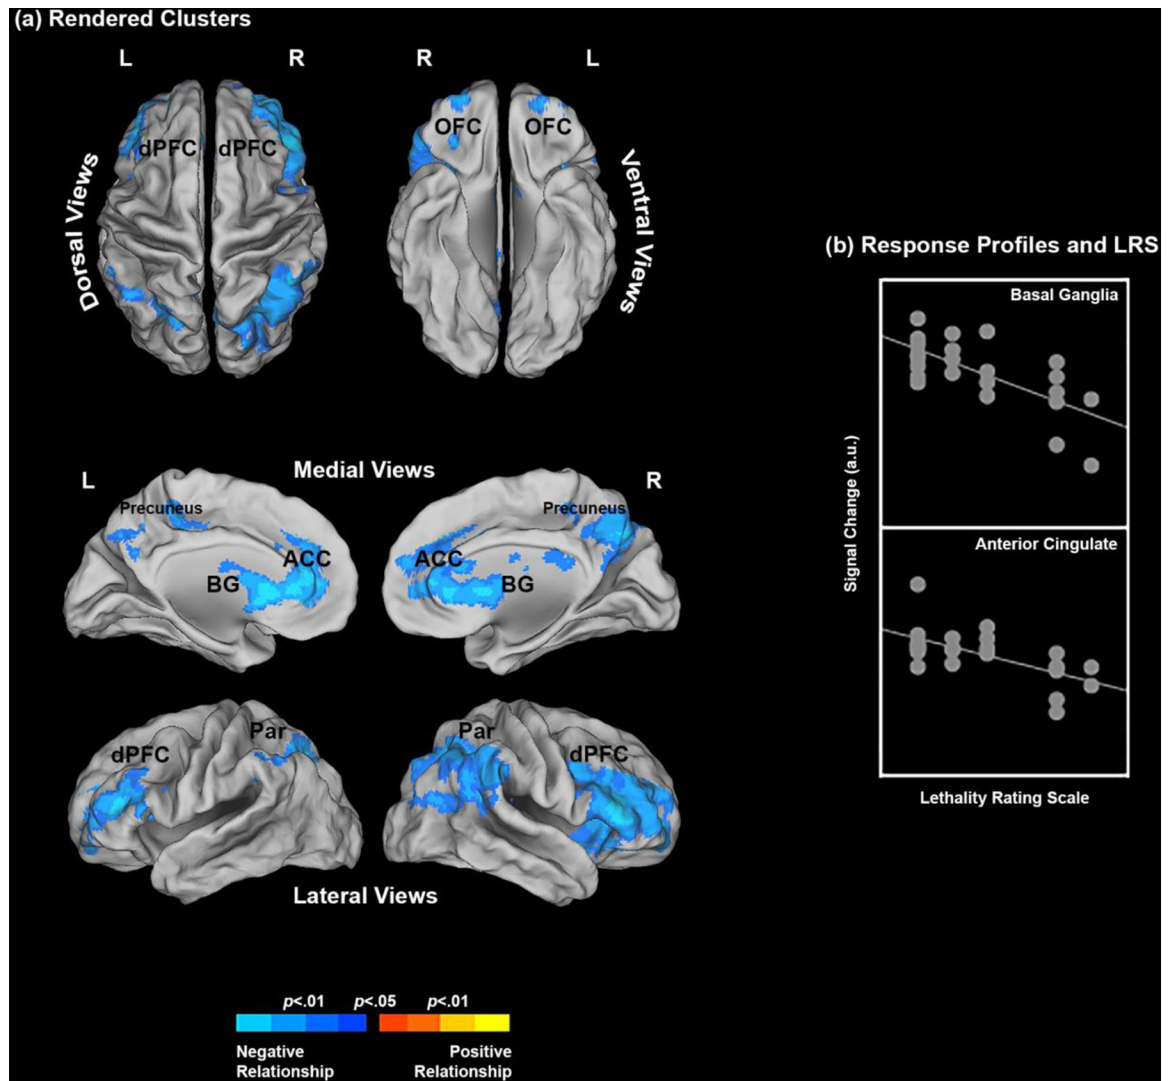 (a) Rendered Clusters
L
R
R
L
dPFC
dPFC
OFC
OFC
Dorsal Views
Ventral Views
Medial Views
L
R
Precuneus
ACC
BG
Precuneus
ACC
BG
dPFC
Par
Par
dPFC
Lateral Views
p<.01
p<.05
p<.01
Negative
Relationship
Positive
Relationship
(b) Response Profiles and LRS
Basal Ganglia
Signal Change (a.u.)
Anterior Cingulate
Lethality Rating Scale